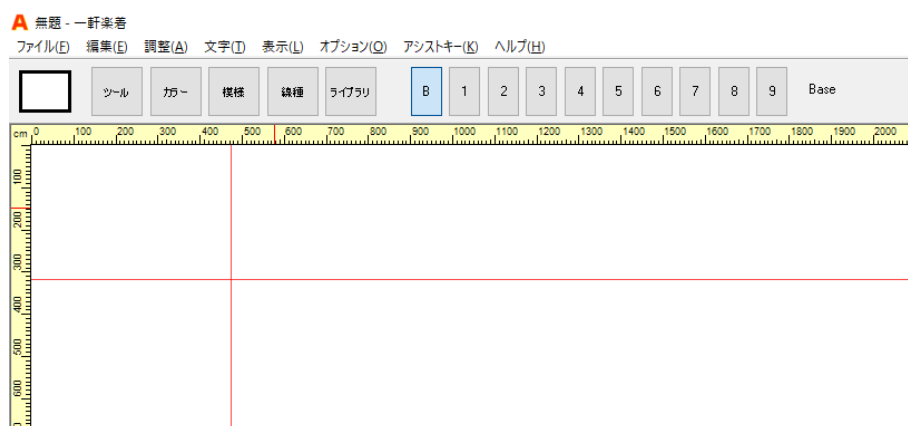 無題 - 一軒楽着
ファイル(F) 編集(E) 調整(A) 文字(T) 表示(L) オプション(O) アシストキー(K) ヘルプ(H)
ツール カラー 模様 線種 ライブラリ B 1 2 3 4 5 6 7 8 9 Base
cm 0 100 200 300 400 500 600 700 800 900 1000 1100 1200 1300 1400 1500 1600 1700 1800 1900 2000
100
200
300
400
500
600